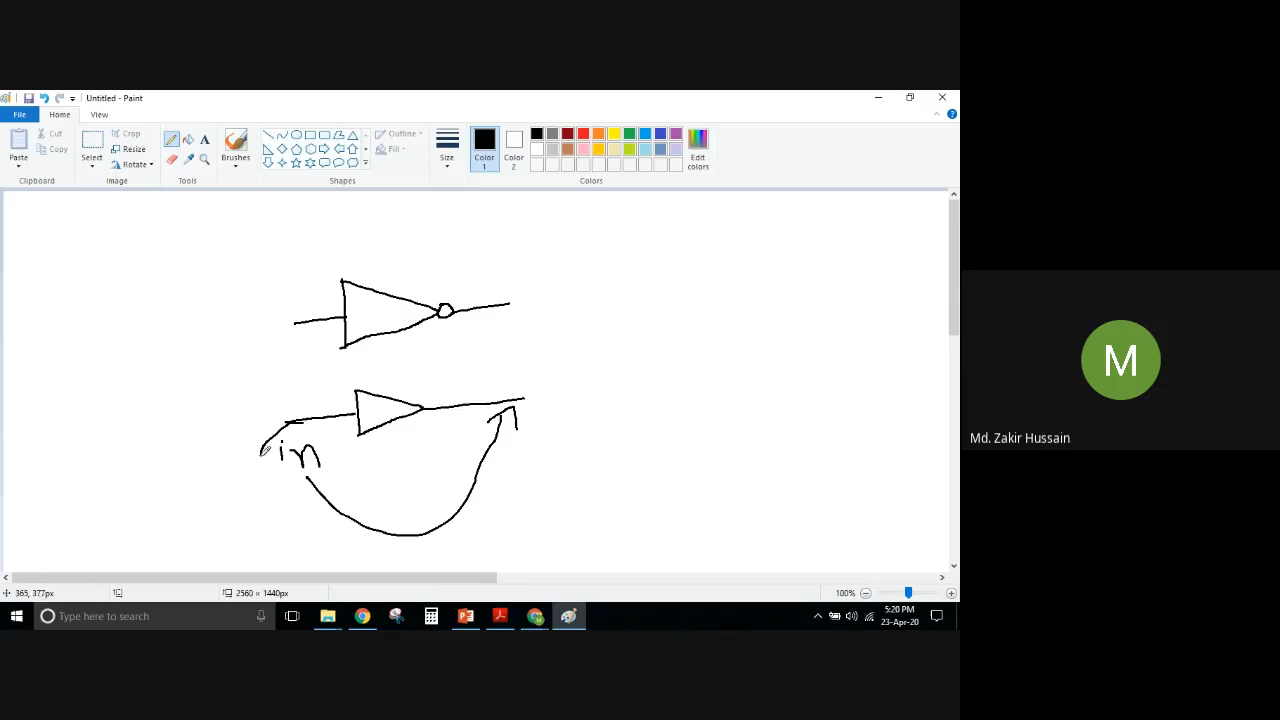 Untitled - Paint
File Home View
Paste
Cut
Copy
Clipboard
Select
Crop
Resize
Rotate
Image
A
Tools
Brushes
Outline
Fill
Shapes
Size
Color 1
Color 2
Edit colors
Colors
in
M
Md. Zakir Hussain
365, 377px
2560 × 1440px
100%
Type here to search
5:20 PM
23-Apr-20